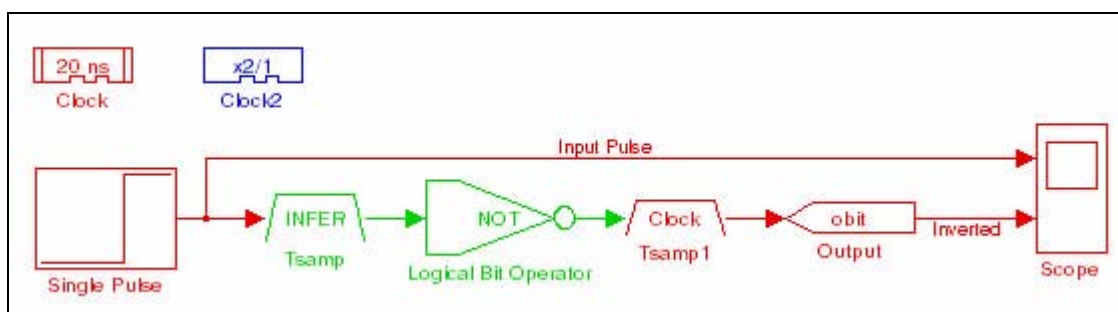 20 ns
x2/1
Clock
Clock2
Input Pulse
INFER
NOT
Clock
obit
Inverted
Tsamp
Logical Bit Operator
Tsamp1
Output
Single Pulse
Scope